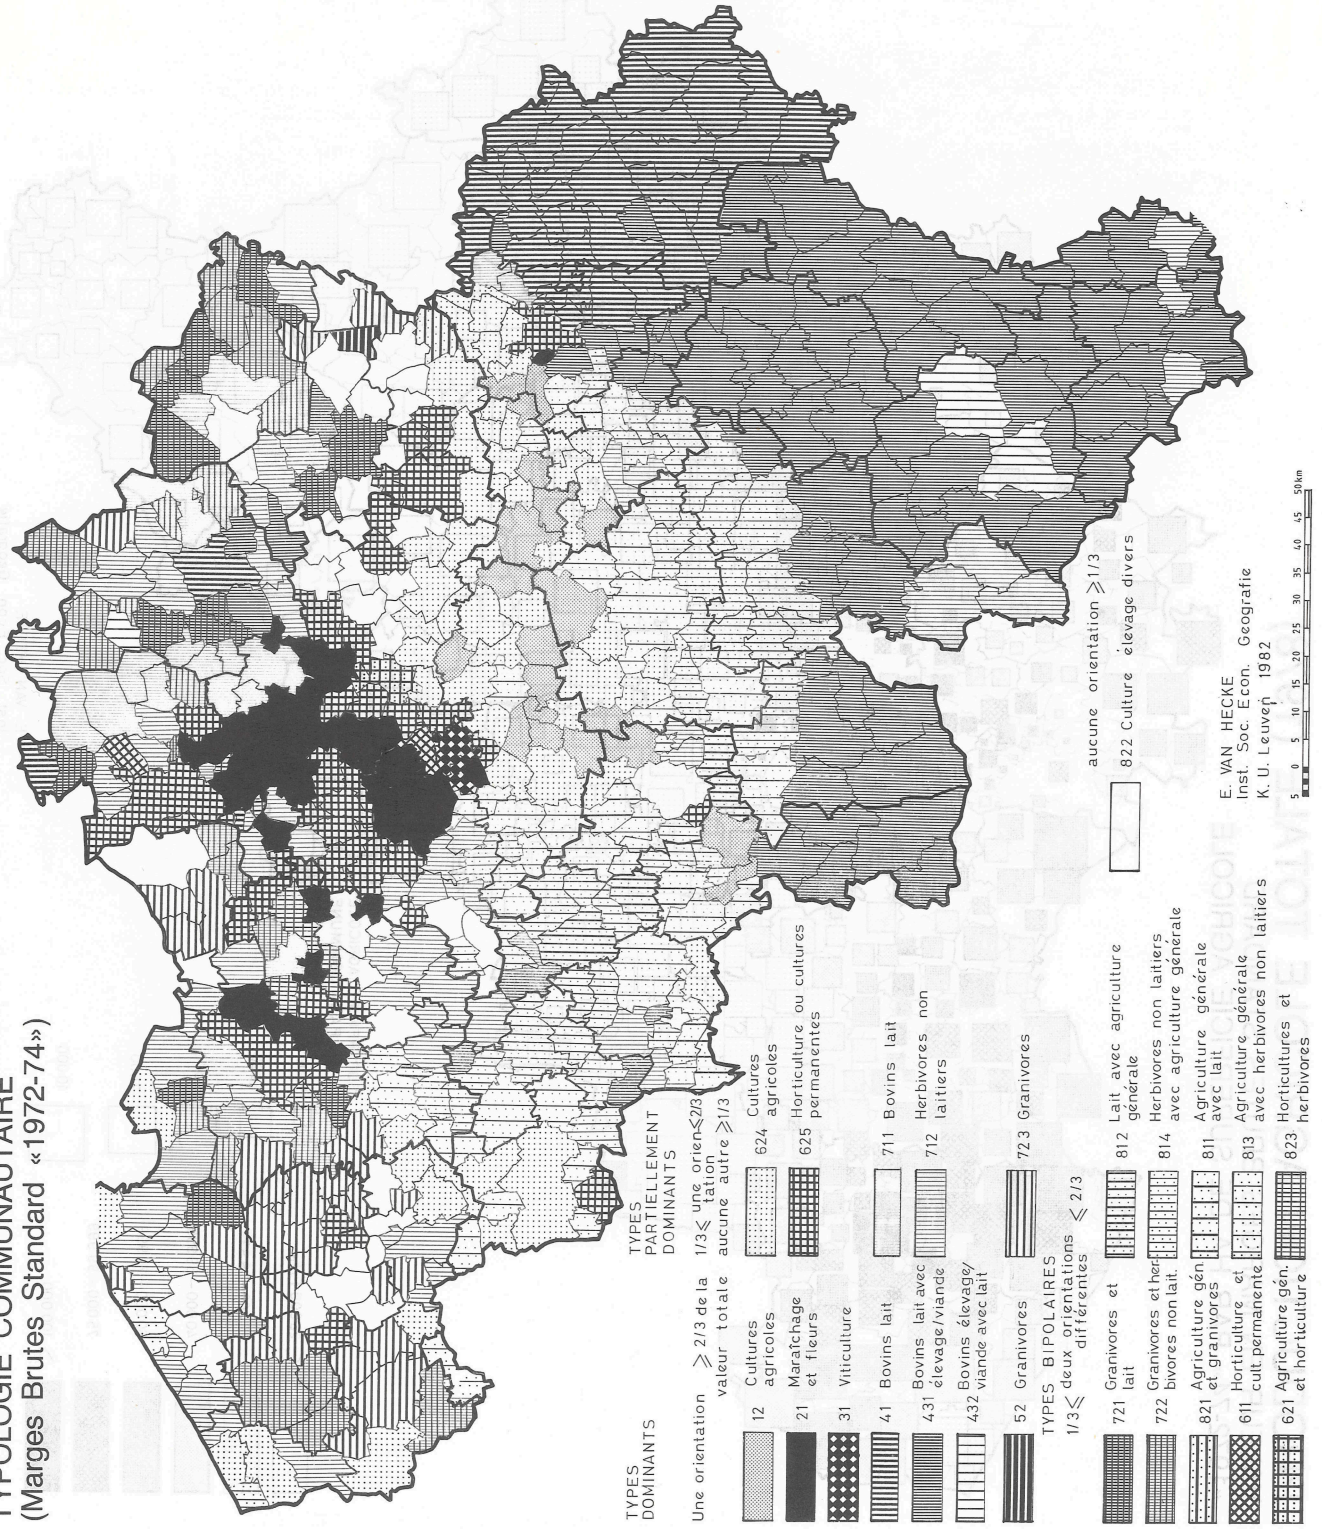 TYPOLOGIE COMMUNAUTAIRE
(Marges Brutes Standard «1972-74»)
TYPES
DOMINANTS
Une orientation ⩾ 2/3 de la
valeur totale
12 Cultures
agricoles
21 Maraîchage
et fleurs
31 Viticulture
41 Bovins lait
431 Bovins lait avec
élevage/viande
432 Bovins élevage/
viande avec lait
52 Granivores
TYPES
PARTIELLEMENT
DOMINANTS
1/3⩽ une orien-⩽2/3
tation
aucune autre ⩾1/3
624 Cultures
agricoles
625 Horticulture ou cultures
permanentes
711 Bovins lait
712 Herbivores non
laitiers
723 Granivores
TYPES BIPOLAIRES
1/3⩽ deux orientations ⩽ 2/3
différentes
721 Granivores et
lait
722 Granivores et her-
bivores non lait.
821 Agriculture gén.
et granivores
611 Horticulture et
cult. permanente
621 Agriculture gén.
et horticulture
812 Lait avec agriculture
générale
814 Herbivores non laitiers
avec agriculture générale
811 Agriculture générale
avec lait
813 Agriculture générale
avec herbivores non laitiers
823 Horticultures et
herbivores
aucune orientation ⩾1/3
822 Culture élevage divers
E. VAN HECKE
Inst. Soc. Econ. Geografie
K. U. Leuven 1982
5 0 5 10 15 20 25 30 35 40 45 50 km